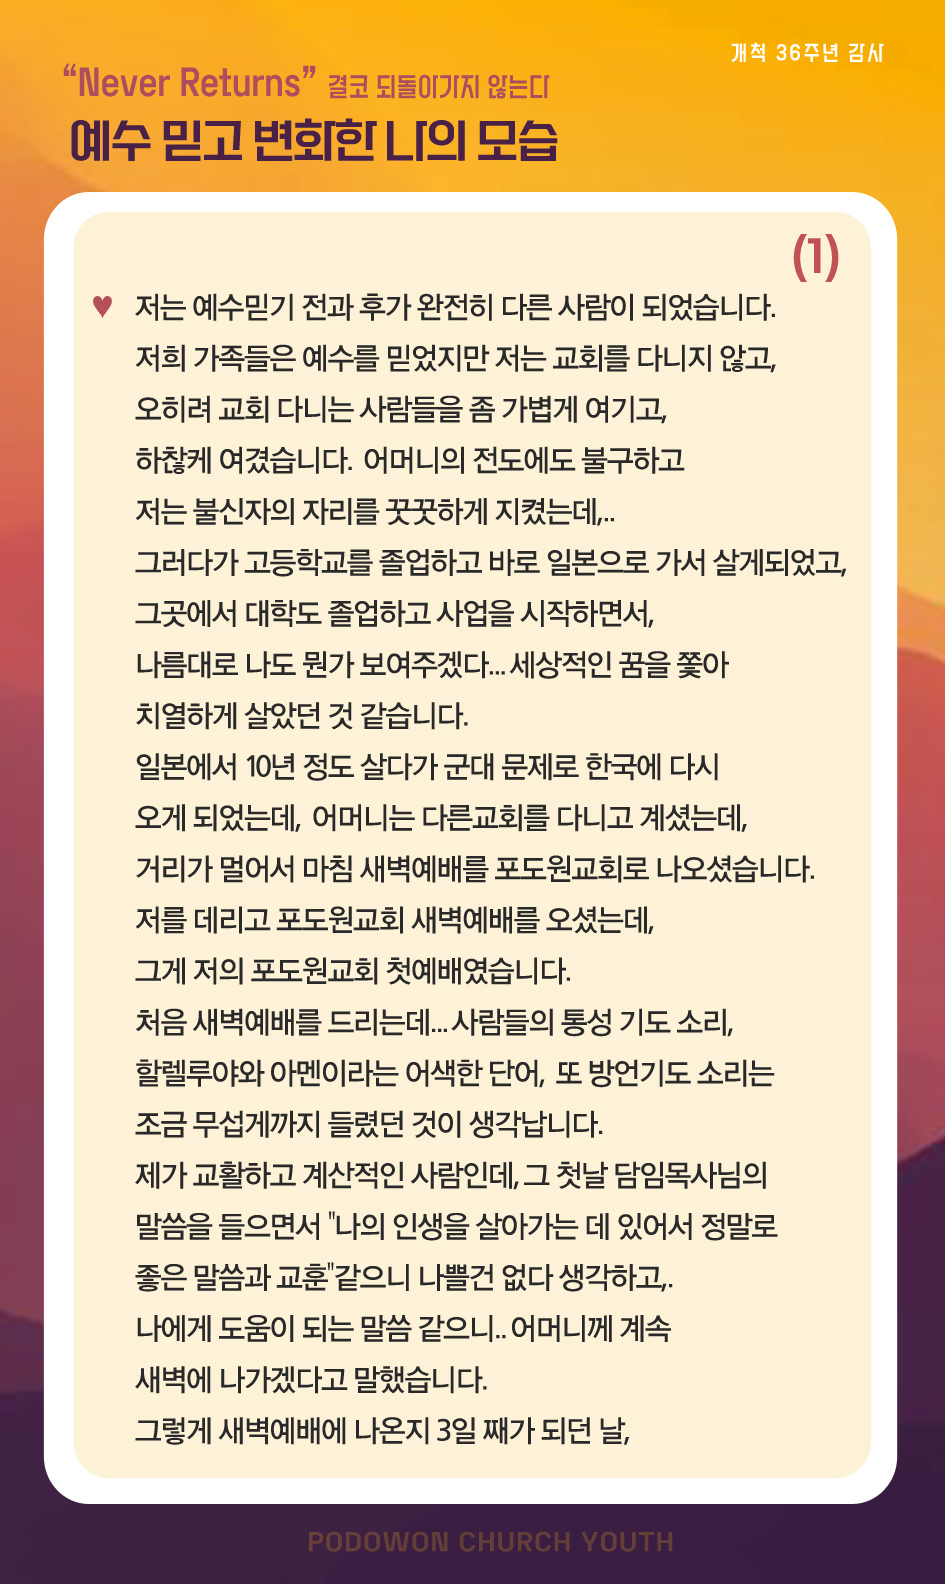 개척 36주년 감사
“Never Returns” 결코 되돌아가지 않는다
예수 믿고 변화한 나의 모습
(1)
♥ 저는 예수믿기 전과 후가 완전히 다른 사람이 되었습니다.
저희 가족들은 예수를 믿었지만 저는 교회를 다니지 않고,
오히려 교회 다니는 사람들을 좀 가볍게 여기고,
하찮케 여겼습니다. 어머니의 전도에도 불구하고
저는 불신자의 자리를 꿋꿋하게 지켰는데,..
그러다가 고등학교를 졸업하고 바로 일본으로 가서 살게되었고,
그곳에서 대학도 졸업하고 사업을 시작하면서,
나름대로 나도 뭔가 보여주겠다... 세상적인 꿈을 쫓아
치열하게 살았던 것 같습니다.
일본에서 10년 정도 살다가 군대 문제로 한국에 다시
오게 되었는데, 어머니는 다른교회를 다니고 계셨는데,
거리가 멀어서 마침 새벽예배를 포도원교회로 나오셨습니다.
저를 데리고 포도원교회 새벽예배를 오셨는데,
그게 저의 포도원교회 첫예배였습니다.
처음 새벽예배를 드리는데... 사람들의 통성 기도 소리,
할렐루야와 아멘이라는 어색한 단어, 또 방언기도 소리는
조금 무섭게까지 들렸던 것이 생각납니다.
제가 교활하고 계산적인 사람인데, 그 첫날 담임목사님의
말씀을 들으면서 "나의 인생을 살아가는 데 있어서 정말로
좋은 말씀과 교훈"같으니 나쁠건 없다 생각하고,.
나에게 도움이 되는 말씀 같으니.. 어머니께 계속
새벽에 나가겠다고 말했습니다.
그렇게 새벽예배에 나온지 3일 째가 되던 날,
PODOWON CHURCH YOUTH